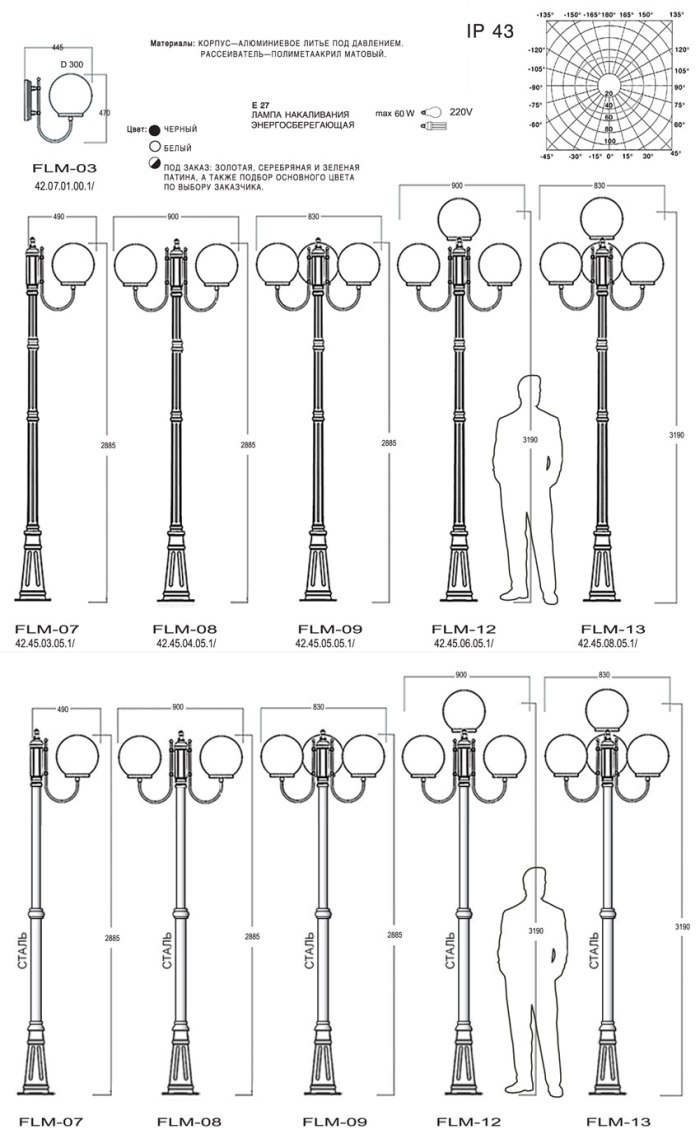 445
D 300
470
FLM-03
42.07.01.00.1/
Материалы: КОРПУС—АЛЮМИНИЕВОЕ ЛИТЬЕ ПОД ДАВЛЕНИЕМ.
РАССЕИВАТЕЛЬ—ПОЛИМЕТААКРИЛ МАТОВЫЙ.
IP 43
E 27
ЛАМПА НАКАЛИВАНИЯ
ЭНЕРГОСБЕРЕГАЮЩАЯ
max 60 W
220V
Цвет:
ЧЕРНЫЙ
БЕЛЫЙ
ПОД ЗАКАЗ: ЗОЛОТАЯ, СЕРЕБРЯНАЯ И ЗЕЛЕНАЯ
ПАТИНА, А ТАКЖЕ ПОДБОР ОСНОВНОГО ЦВЕТА
ПО ВЫБОРУ ЗАКАЗЧИКА.
-135° -150° -165° 180° 165° 150° 135°
-120° 120°
-105° 105°
-90° 90°
-75° 75°
-60° 60°
20
40
60
80
100
-45° -30° -15° 0° 15° 30° 45°
490 900 830 900 830
2885 2885 2885 3190 3190
FLM-07 FLM-08 FLM-09 FLM-12 FLM-13
42.45.03.05.1/ 42.45.04.05.1/ 42.45.05.05.1/ 42.45.06.05.1/ 42.45.08.05.1/
490 900 830 900 830
2885 2885 2885 3190 3190
СТАЛЬ СТАЛЬ СТАЛЬ СТАЛЬ СТАЛЬ
FLM-07 FLM-08 FLM-09 FLM-12 FLM-13